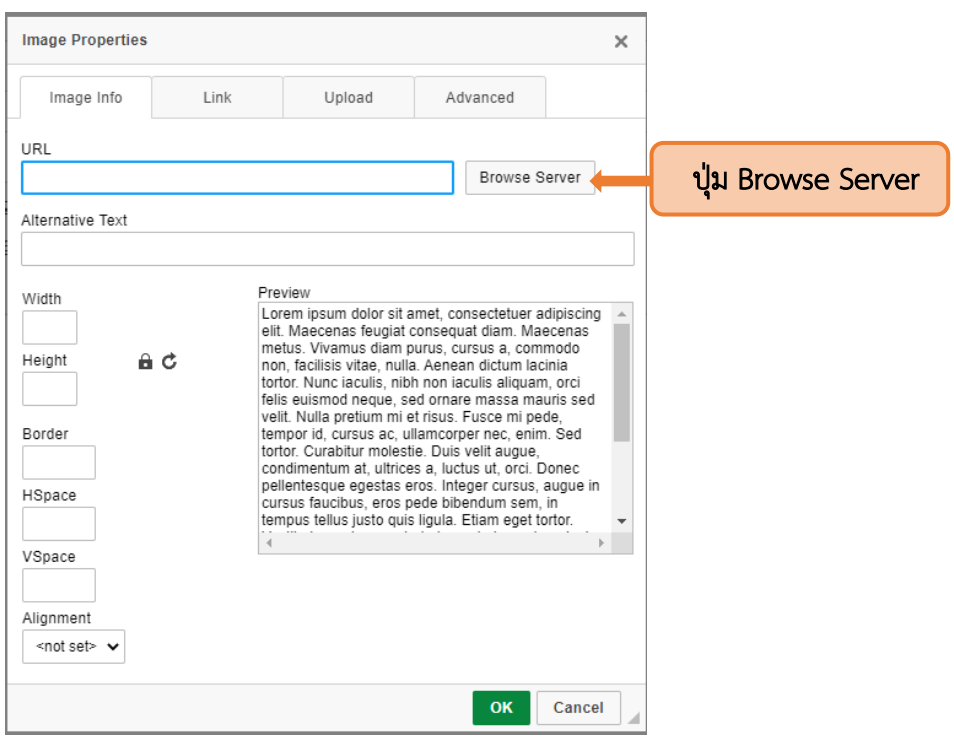 Image Properties
Image Info
Link
Upload
Advanced
URL
Browse Server
ปุ่ม Browse Server
Alternative Text
Width
Height
Border
HSpace
VSpace
Alignment
<not set>
Preview
Lorem ipsum dolor sit amet, consectetuer adipiscing
elit. Maecenas feugiat consequat diam. Maecenas
metus. Vivamus diam purus, cursus a, commodo
non, facilisis vitae, nulla. Aenean dictum lacinia
tortor. Nunc iaculis, nibh non iaculis aliquam, orci
felis euismod neque, sed ornare massa mauris sed
velit. Nulla pretium mi et risus. Fusce mi pede,
tempor id, cursus ac, ullamcorper nec, enim. Sed
tortor. Curabitur molestie. Duis velit augue,
condimentum at, ultrices a, luctus ut, orci. Donec
pellentesque egestas eros. Integer cursus, augue in
cursus faucibus, eros pede bibendum sem, in
tempus tellus justo quis ligula. Etiam eget tortor.
OK
Cancel